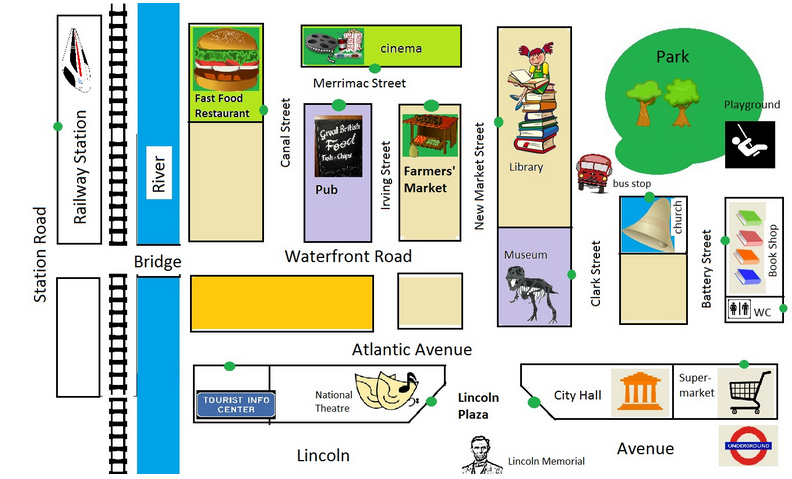 cinema
Merrimac Street
Fast Food
Restaurant
Canal Street
Great British
Food
Fish & Chips
Pub
Irving Street
Farmers'
Market
New Market Street
Library
Park
Playground
bus stop
Railway Station
River
Station Road
Bridge
Waterfront Road
Museum
Clark Street
church
Battery Street
Book Shop
WC
Atlantic Avenue
TOURIST INFO
CENTER
National
Theatre
Lincoln
Plaza
City Hall
Super-
market
UNDERGROUND
Lincoln
Lincoln Memorial
Avenue